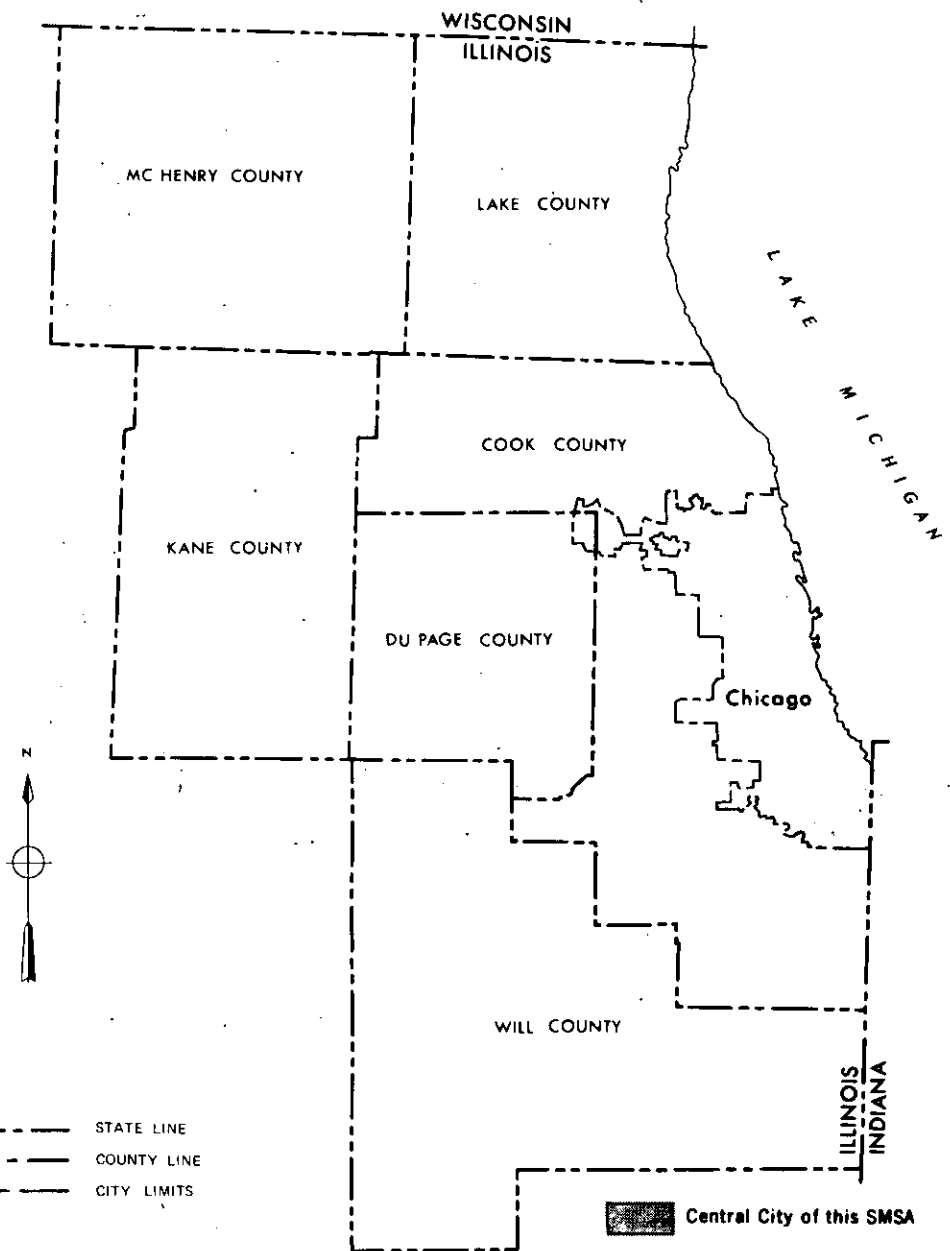 WISCONSIN
ILLINOIS
MC HENRY COUNTY
LAKE COUNTY
LAKE MICHIGAN
COOK COUNTY
KANE COUNTY
DU PAGE COUNTY
Chicago
N
WILL COUNTY
ILLINOIS
INDIANA
STATE LINE
COUNTY LINE
CITY LIMITS
Central City of this SMSA